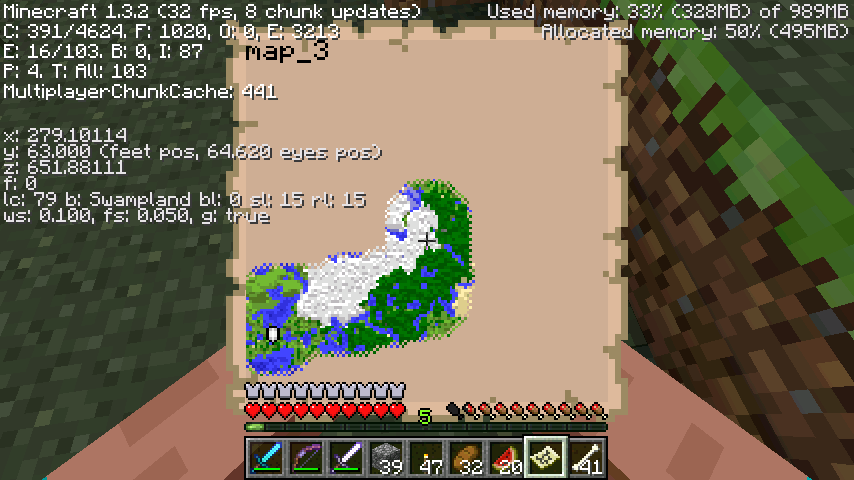 Minecraft 1.3.2 (32 fps, 8 chunk updates)
Used memory: 33% (328MB) of 989MB
C: 391/4624, F: 1020, O: 0, E: 3213
Allocated memory: 50% (495MB)
E: 16/103, B: 0, I: 87
map_3
P: 4, T: All: 103
MultiplayerChunkCache: 441
x: 279.10114
y: 63.000 (feet pos, 64.620 eyes pos)
z: 651.88111
f: 0
lc: 79 b: Swampland bl: 0 sl: 15 rl: 15
ws: 0.100, fs: 0.050, g: true
5
39 47 32 20 41